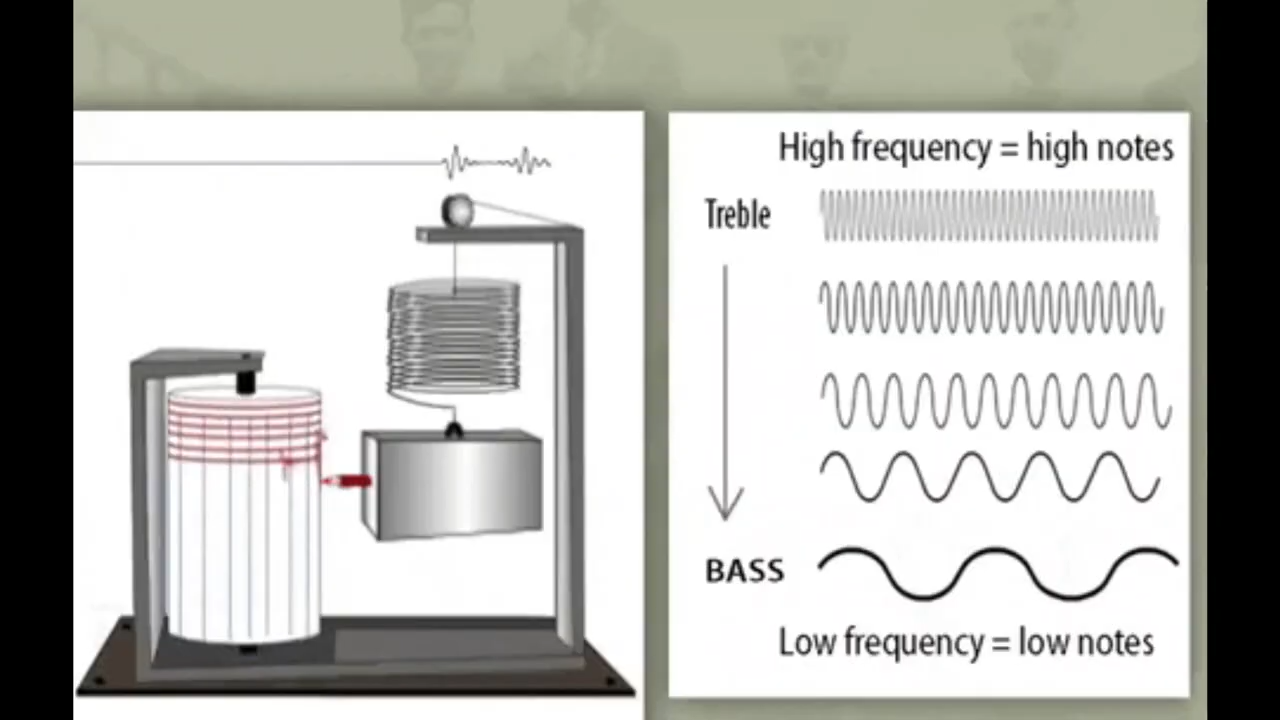 High frequency = high notes
Treble
BASS
Low frequency = low notes